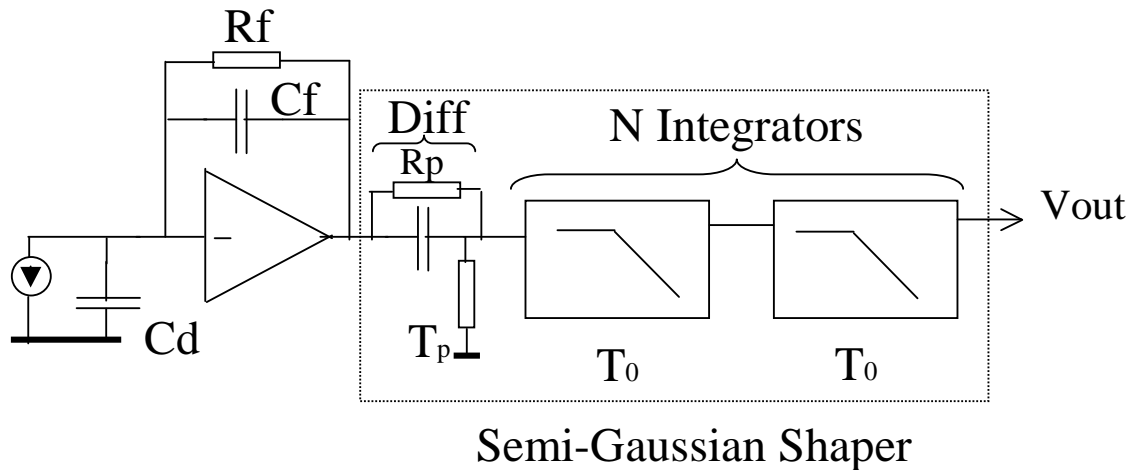 Rf
Cf
Diff
N Integrators
Rp
Vout
Cd
Tp
T0
T0
Semi-Gaussian Shaper